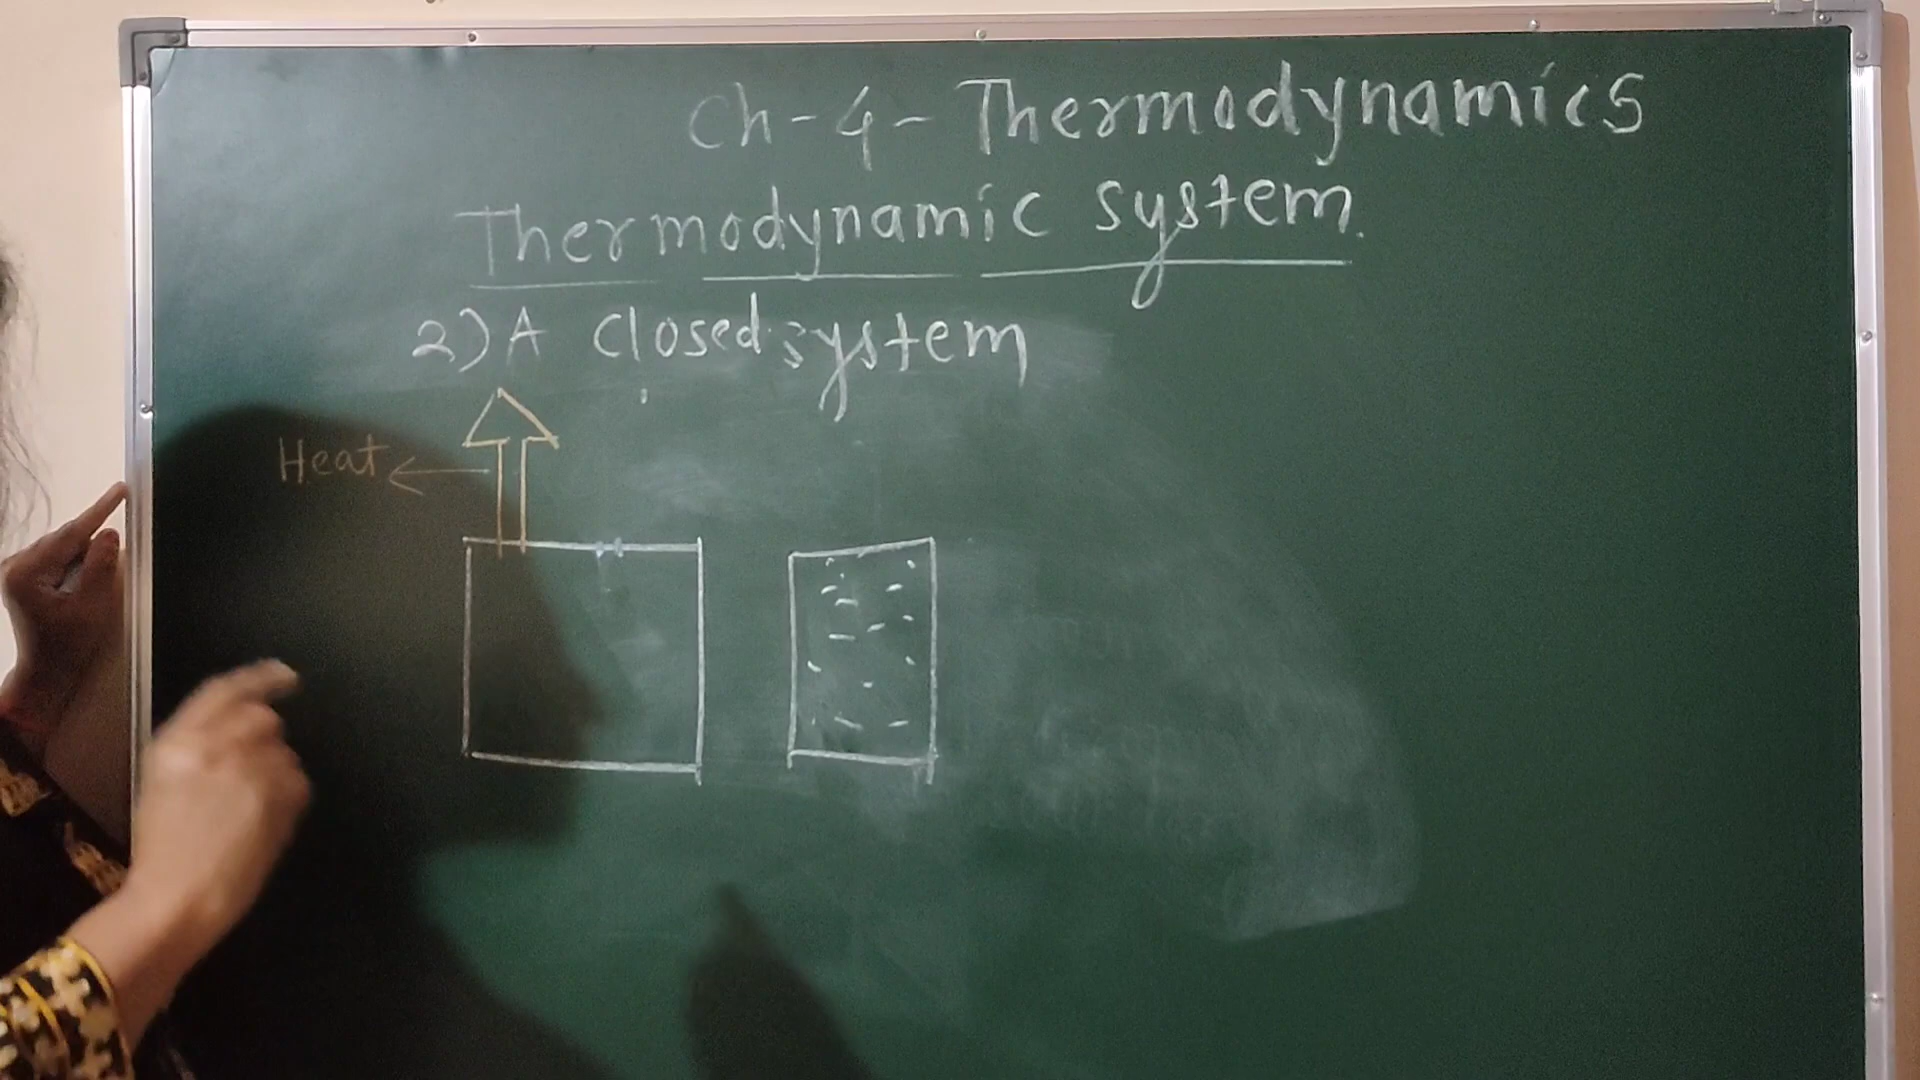 Ch-4-Thermodynamics
Thermodynamic system.
2) A closed system
Heat